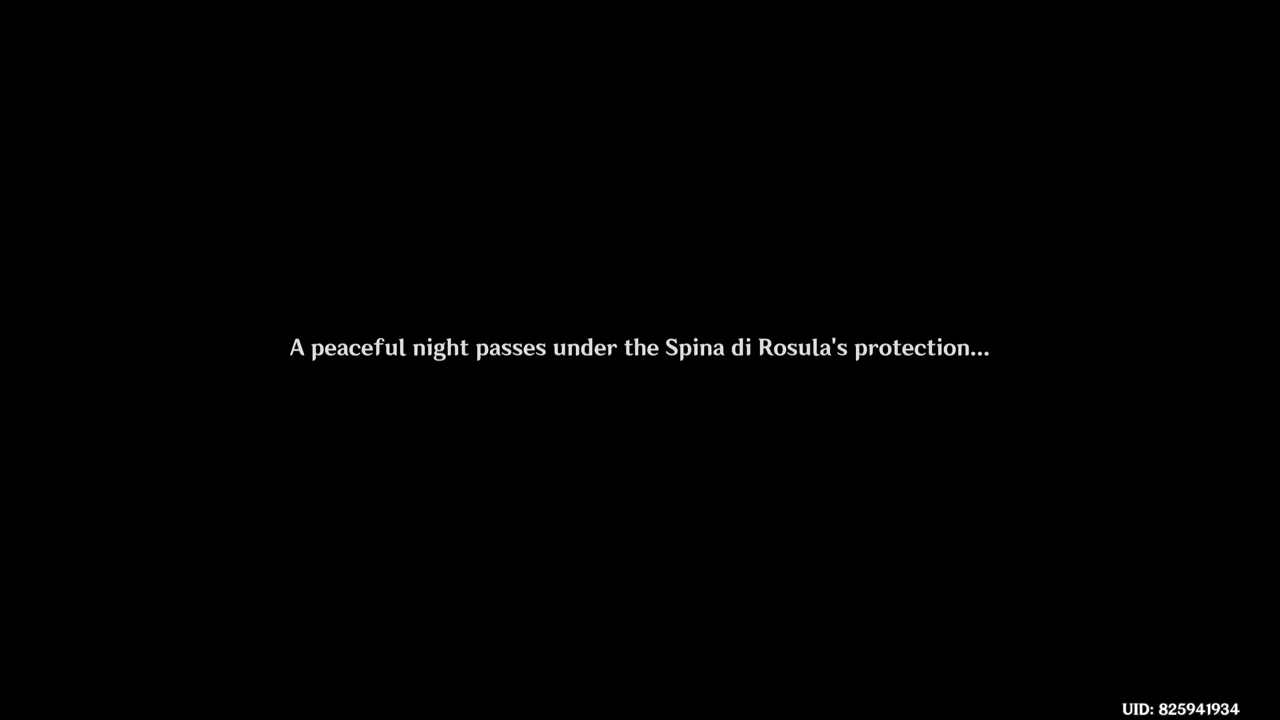 A peaceful night passes under the Spina di Rosula's protection...
UID: 825941934